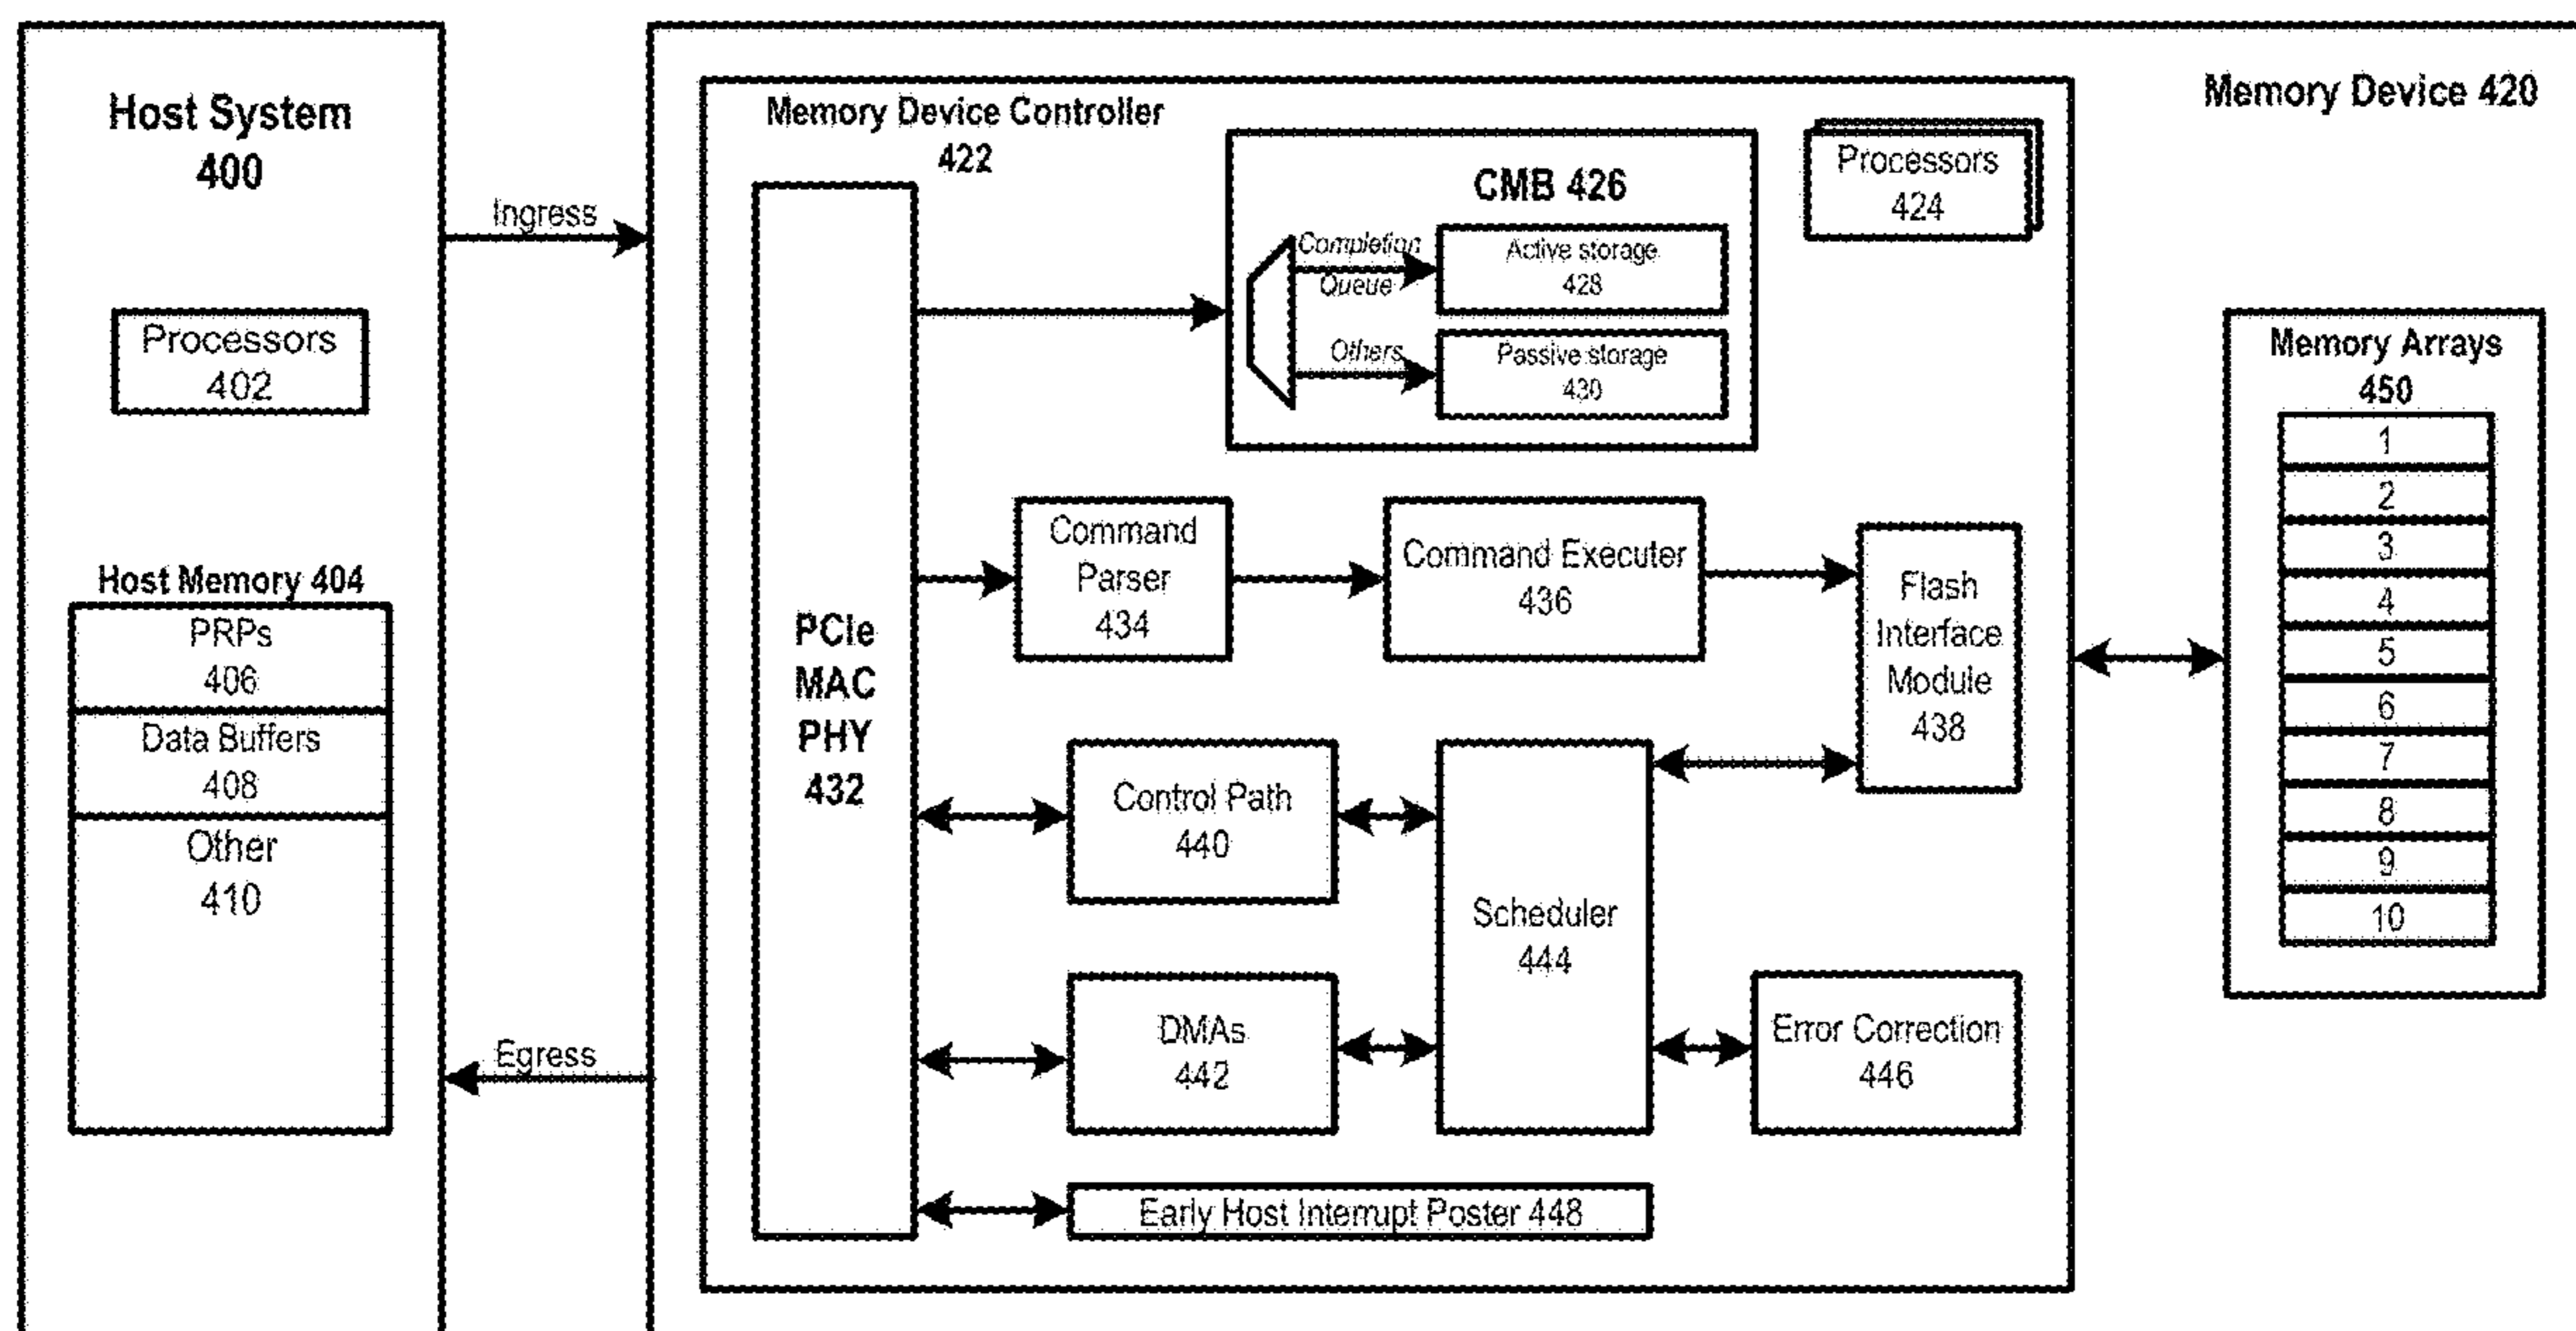 Host System
400
Ingress
Processors
402
Host Memory 404
PRPs
406
Data Buffers
408
Other
410
Egress
Memory Device 420
Memory Device Controller
422
PCIe
MAC
PHY
432
CMB 426
Completion
Queue
Active storage
428
Others
Passive storage
430
Processors
424
Command
Parser
434
Command Executer
436
Flash
Interface
Module
438
Control Path
440
Scheduler
444
DMAs
442
Error Correction
446
Early Host Interrupt Poster 448
Memory Arrays
450
1
2
3
4
5
6
7
8
9
10